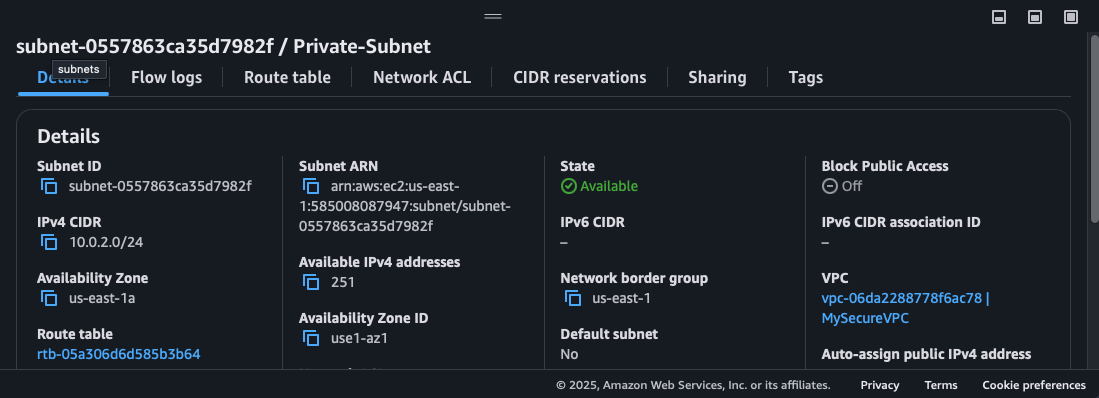 subnet-0557863ca35d7982f / Private-Subnet
subnets
Flow logs
Route table
Network ACL
CIDR reservations
Sharing
Tags
Details
Subnet ID
subnet-0557863ca35d7982f
IPv4 CIDR
10.0.2.0/24
Availability Zone
us-east-1a
Route table
rtb-05a306d6d585b3b64
Subnet ARN
arn:aws:ec2:us-east-
1:585008087947:subnet/subnet-
0557863ca35d7982f
Available IPv4 addresses
251
Availability Zone ID
use1-az1
State
Available
IPv6 CIDR
–
Network border group
us-east-1
Default subnet
No
Block Public Access
Off
IPv6 CIDR association ID
–
VPC
vpc-06da2288778f6ac78 |
MySecureVPC
Auto-assign public IPv4 address
© 2025, Amazon Web Services, Inc. or its affiliates.
Privacy
Terms
Cookie preferences